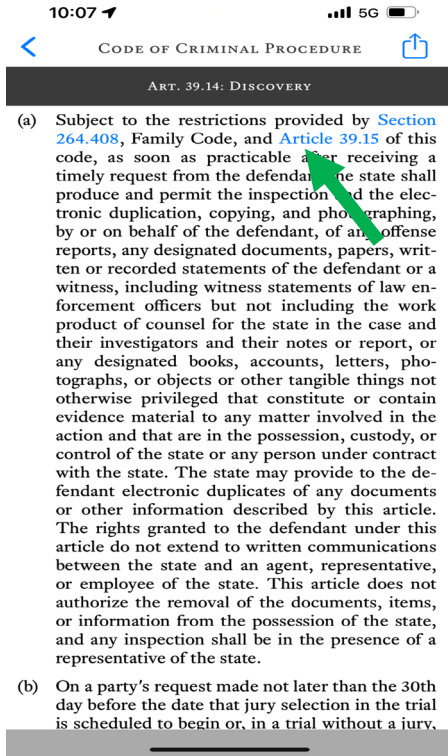 10:07 5G
CODE OF CRIMINAL PROCEDURE
ART. 39.14: DISCOVERY
(a) Subject to the restrictions provided by Section
264.408, Family Code, and Article 39.15 of this
code, as soon as practicable after receiving a
timely request from the defendant the state shall
produce and permit the inspection and the elec-
tronic duplication, copying, and photographing,
by or on behalf of the defendant, of any offense
reports, any designated documents, papers, writ-
ten or recorded statements of the defendant or a
witness, including witness statements of law en-
forcement officers but not including the work
product of counsel for the state in the case and
their investigators and their notes or report, or
any designated books, accounts, letters, pho-
tographs, or objects or other tangible things not
otherwise privileged that constitute or contain
evidence material to any matter involved in the
action and that are in the possession, custody, or
control of the state or any person under contract
with the state. The state may provide to the de-
fendant electronic duplicates of any documents
or other information described by this article.
The rights granted to the defendant under this
article do not extend to written communications
between the state and an agent, representative,
or employee of the state. This article does not
authorize the removal of the documents, items,
or information from the possession of the state,
and any inspection shall be in the presence of a
representative of the state.
(b) On a party's request made not later than the 30th
day before the date that jury selection in the trial
is scheduled to begin or, in a trial without a jury,